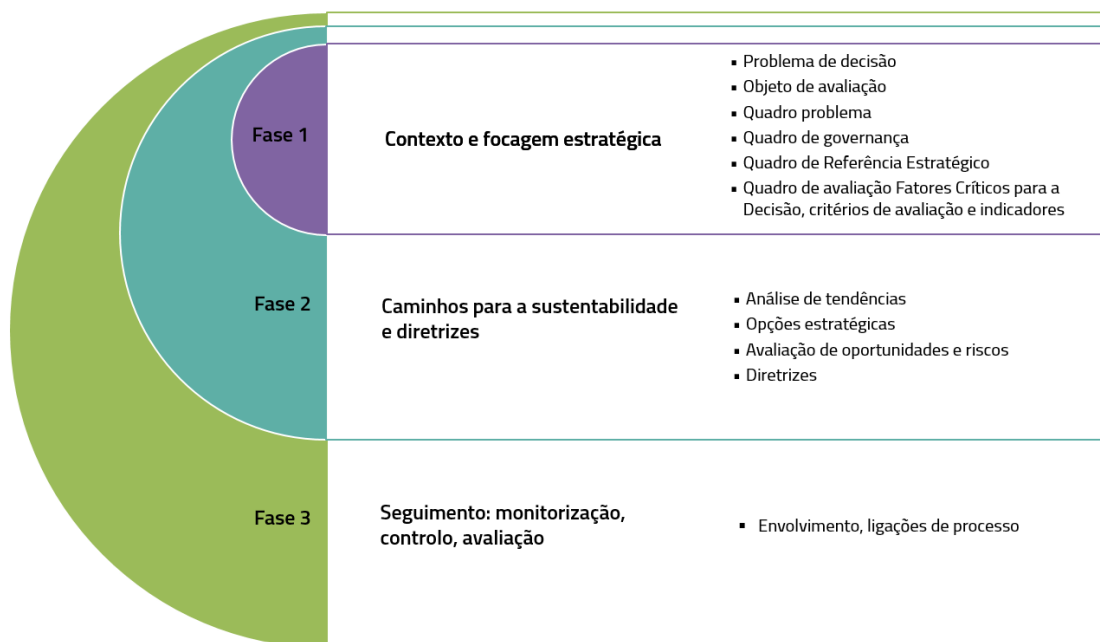 Fase 1
Contexto e focagem estratégica
▪ Problema de decisão
▪ Objeto de avaliação
▪ Quadro problema
▪ Quadro de governança
▪ Quadro de Referência Estratégico
▪ Quadro de avaliação Fatores Críticos para a
Decisão, critérios de avaliação e indicadores
Fase 2
Caminhos para a sustentabilidade
e diretrizes
▪ Análise de tendências
▪ Opções estratégicas
▪ Avaliação de oportunidades e riscos
▪ Diretrizes
Fase 3
Seguimento: monitorização,
controlo, avaliação
▪ Envolvimento, ligações de processo